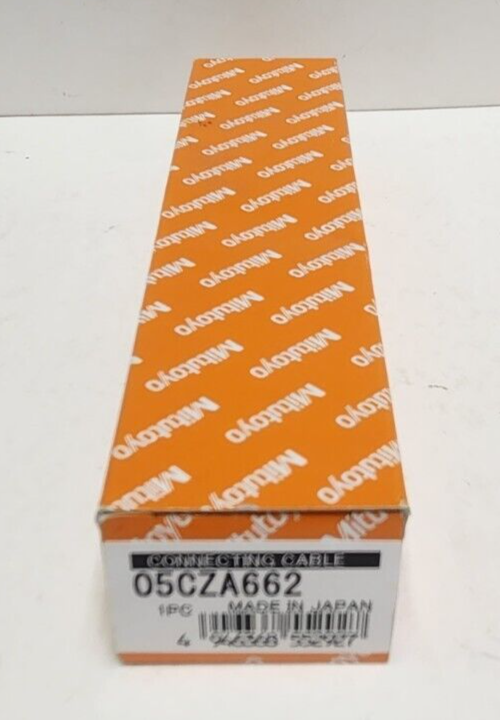 Mitutoyo
CONNECTING CABLE
05CZA662
1PC MADE IN JAPAN